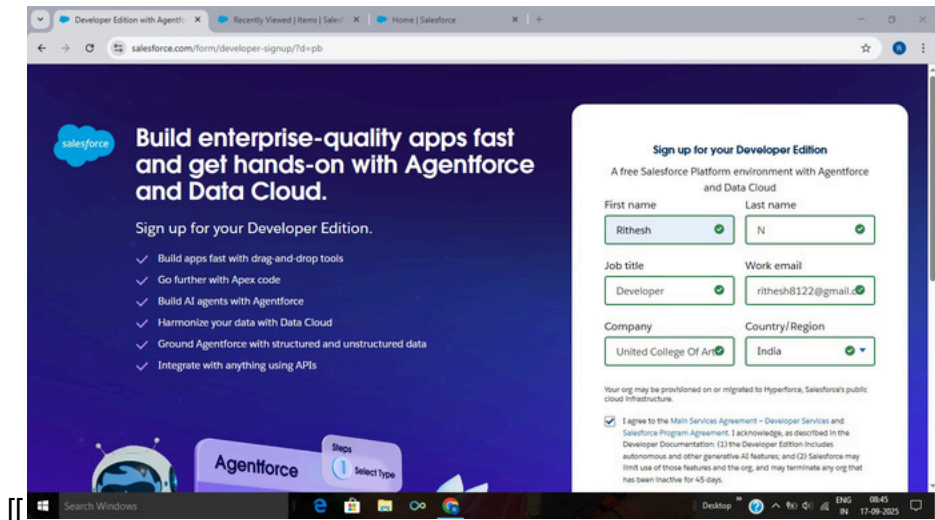 Developer Edition with Agentfo
Recently Viewed | Items | Salesf
Home | Salesforce
salesforce.com/form/developer-signup/?d=pb
R
salesforce
Build enterprise-quality apps fast
and get hands-on with Agentforce
and Data Cloud.
Sign up for your Developer Edition.
Build apps fast with drag-and-drop tools
Go further with Apex code
Build AI agents with Agentforce
Harmonize your data with Data Cloud
Ground Agentforce with structured and unstructured data
Integrate with anything using APIs
Agentforce
Steps
1 Select Type
Sign up for your Developer Edition
A free Salesforce Platform environment with Agentforce
and Data Cloud
First name Last name
Rithesh N
Job title Work email
Developer rithesh8122@gmail.c
Company Country/Region
United College Of Art India
Your org may be provisioned on or migrated to Hyperforce, Salesforce's public
cloud infrastructure.
I agree to the Main Services Agreement – Developer Services and
Salesforce Program Agreement. I acknowledge, as described in the
Developer Documentation: (1) the Developer Edition includes
autonomous and other generative AI features; and (2) Salesforce may
limit use of those features and the org, and may terminate any org that
has been inactive for 45 days.
[[
Search Windows
Desktop
ENG 08:45
IN 17-09-2025